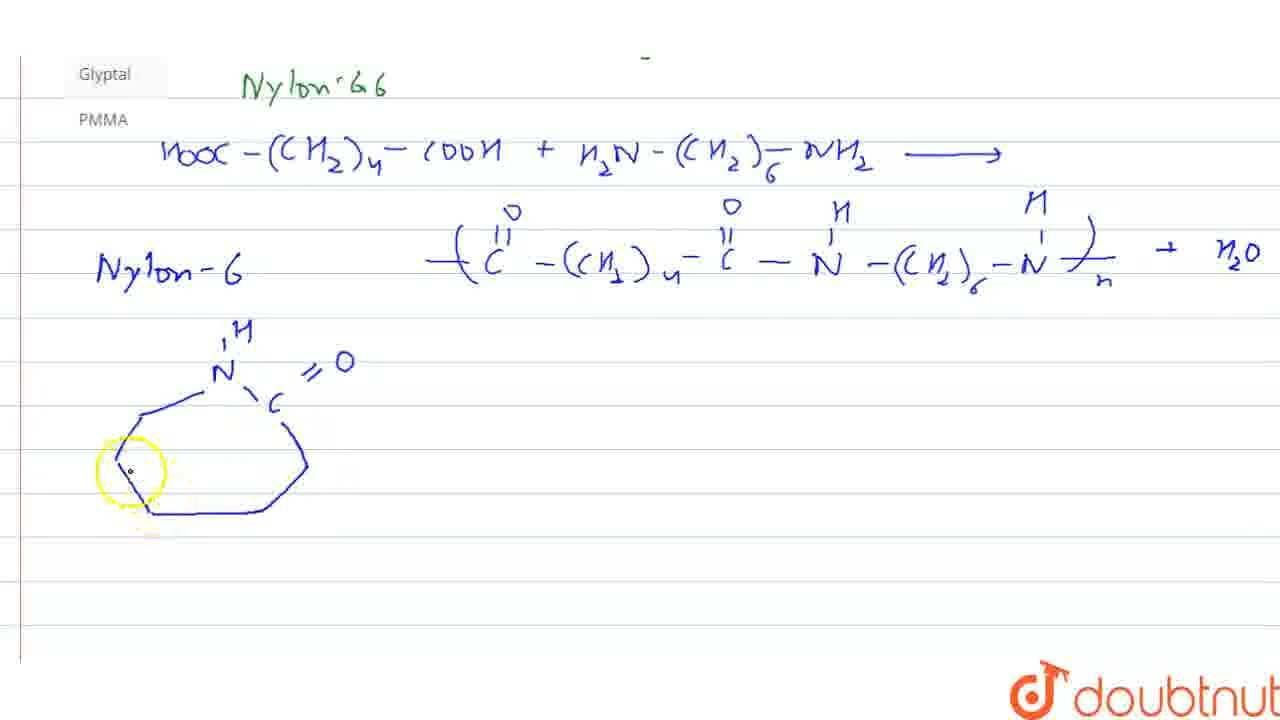 Glyptal
Nylon-66
PMMA
HOOC-(CH2)4-COOH + H2N-(CH2)6-NH2 ⟶
O O H H
Nylon-6
( C-(CH2)4-C-N-(CH2)6-N )n + H2O
H
N
C = O
doubtnut